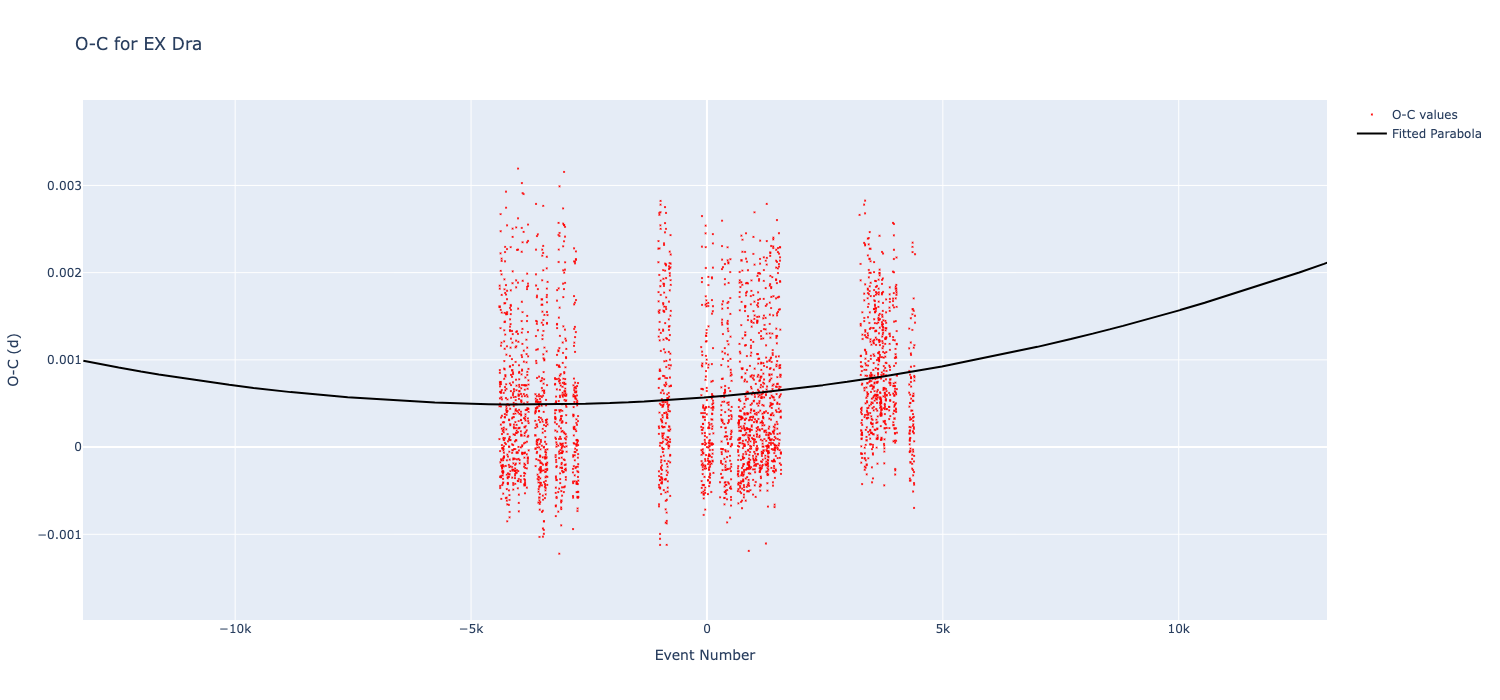 O-C for EX Dra
O-C values
Fitted Parabola
0.003
0.002
0.001
0
−0.001
O-C (d)
−10k
−5k
0
5k
10k
Event Number